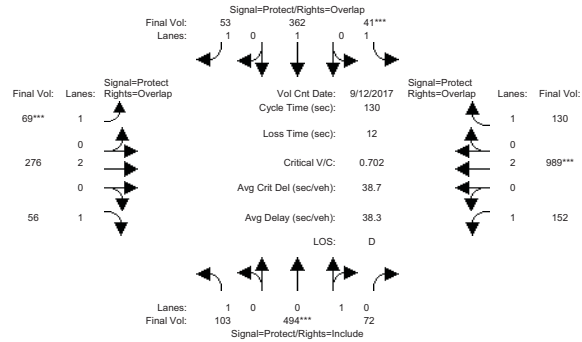 Signal=Protect/Rights=Overlap
Final Vol: 53 362 41***
Lanes: 1 0 1 0 1
Signal=Protect
Final Vol: Lanes: Rights=Overlap
Vol Cnt Date: 9/12/2017
Signal=Protect
Rights=Overlap Lanes: Final Vol:
Cycle Time (sec): 130
69*** 1
1 130
0
Loss Time (sec): 12
0
276 2
Critical V/C: 0.702
2 989***
0
Avg Crit Del (sec/veh): 38.7
0
56 1
Avg Delay (sec/veh): 38.3
1 152
LOS: D
Lanes: 1 0 0 1 0
Final Vol: 103 494*** 72
Signal=Protect/Rights=Include